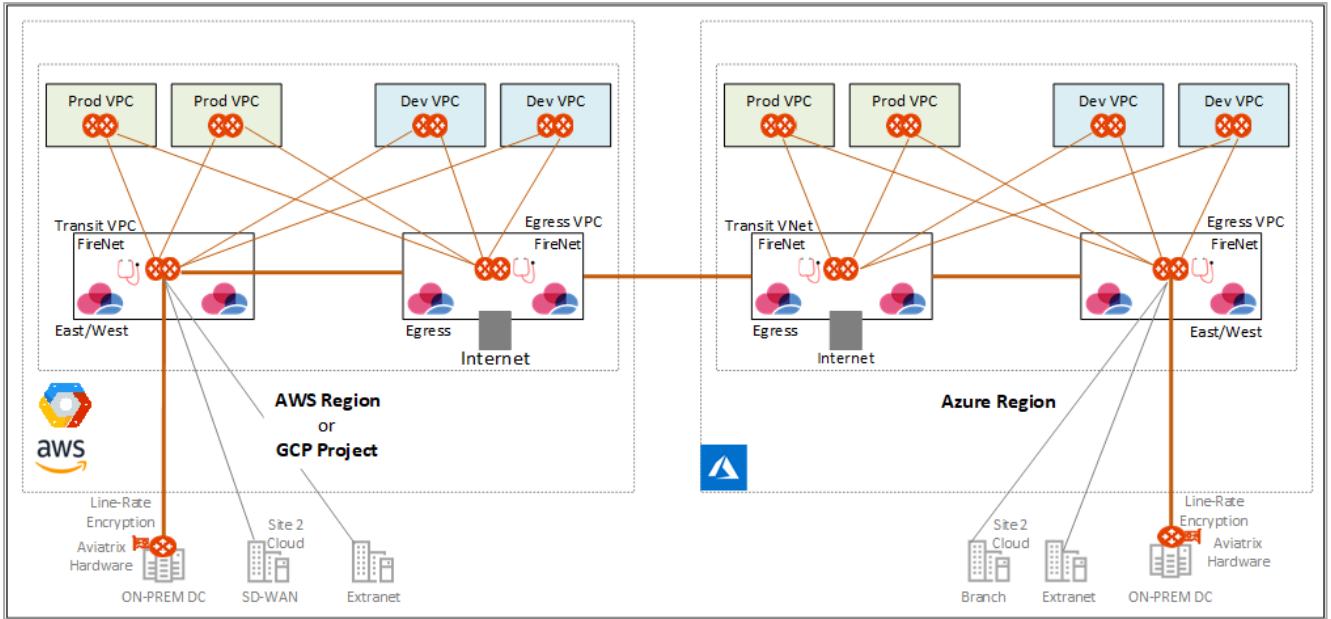 Prod VPC
Prod VPC
Dev VPC
Dev VPC
Prod VPC
Prod VPC
Dev VPC
Dev VPC
Transit VPC
FireNet
East/West
Egress VPC
FireNet
Egress
Internet
Transit VNet
FireNet
Egress
Internet
Egress VPC
FireNet
East/West
AWS Region
or
GCP Project
aws
Azure Region
Line-Rate
Encryption
Aviatrix
Hardware
ON-PREM DC
Site 2
Cloud
SD-WAN
Extranet
Site 2
Cloud
Branch
Extranet
Line-Rate
Encryption
Aviatrix
Hardware
ON-PREM DC